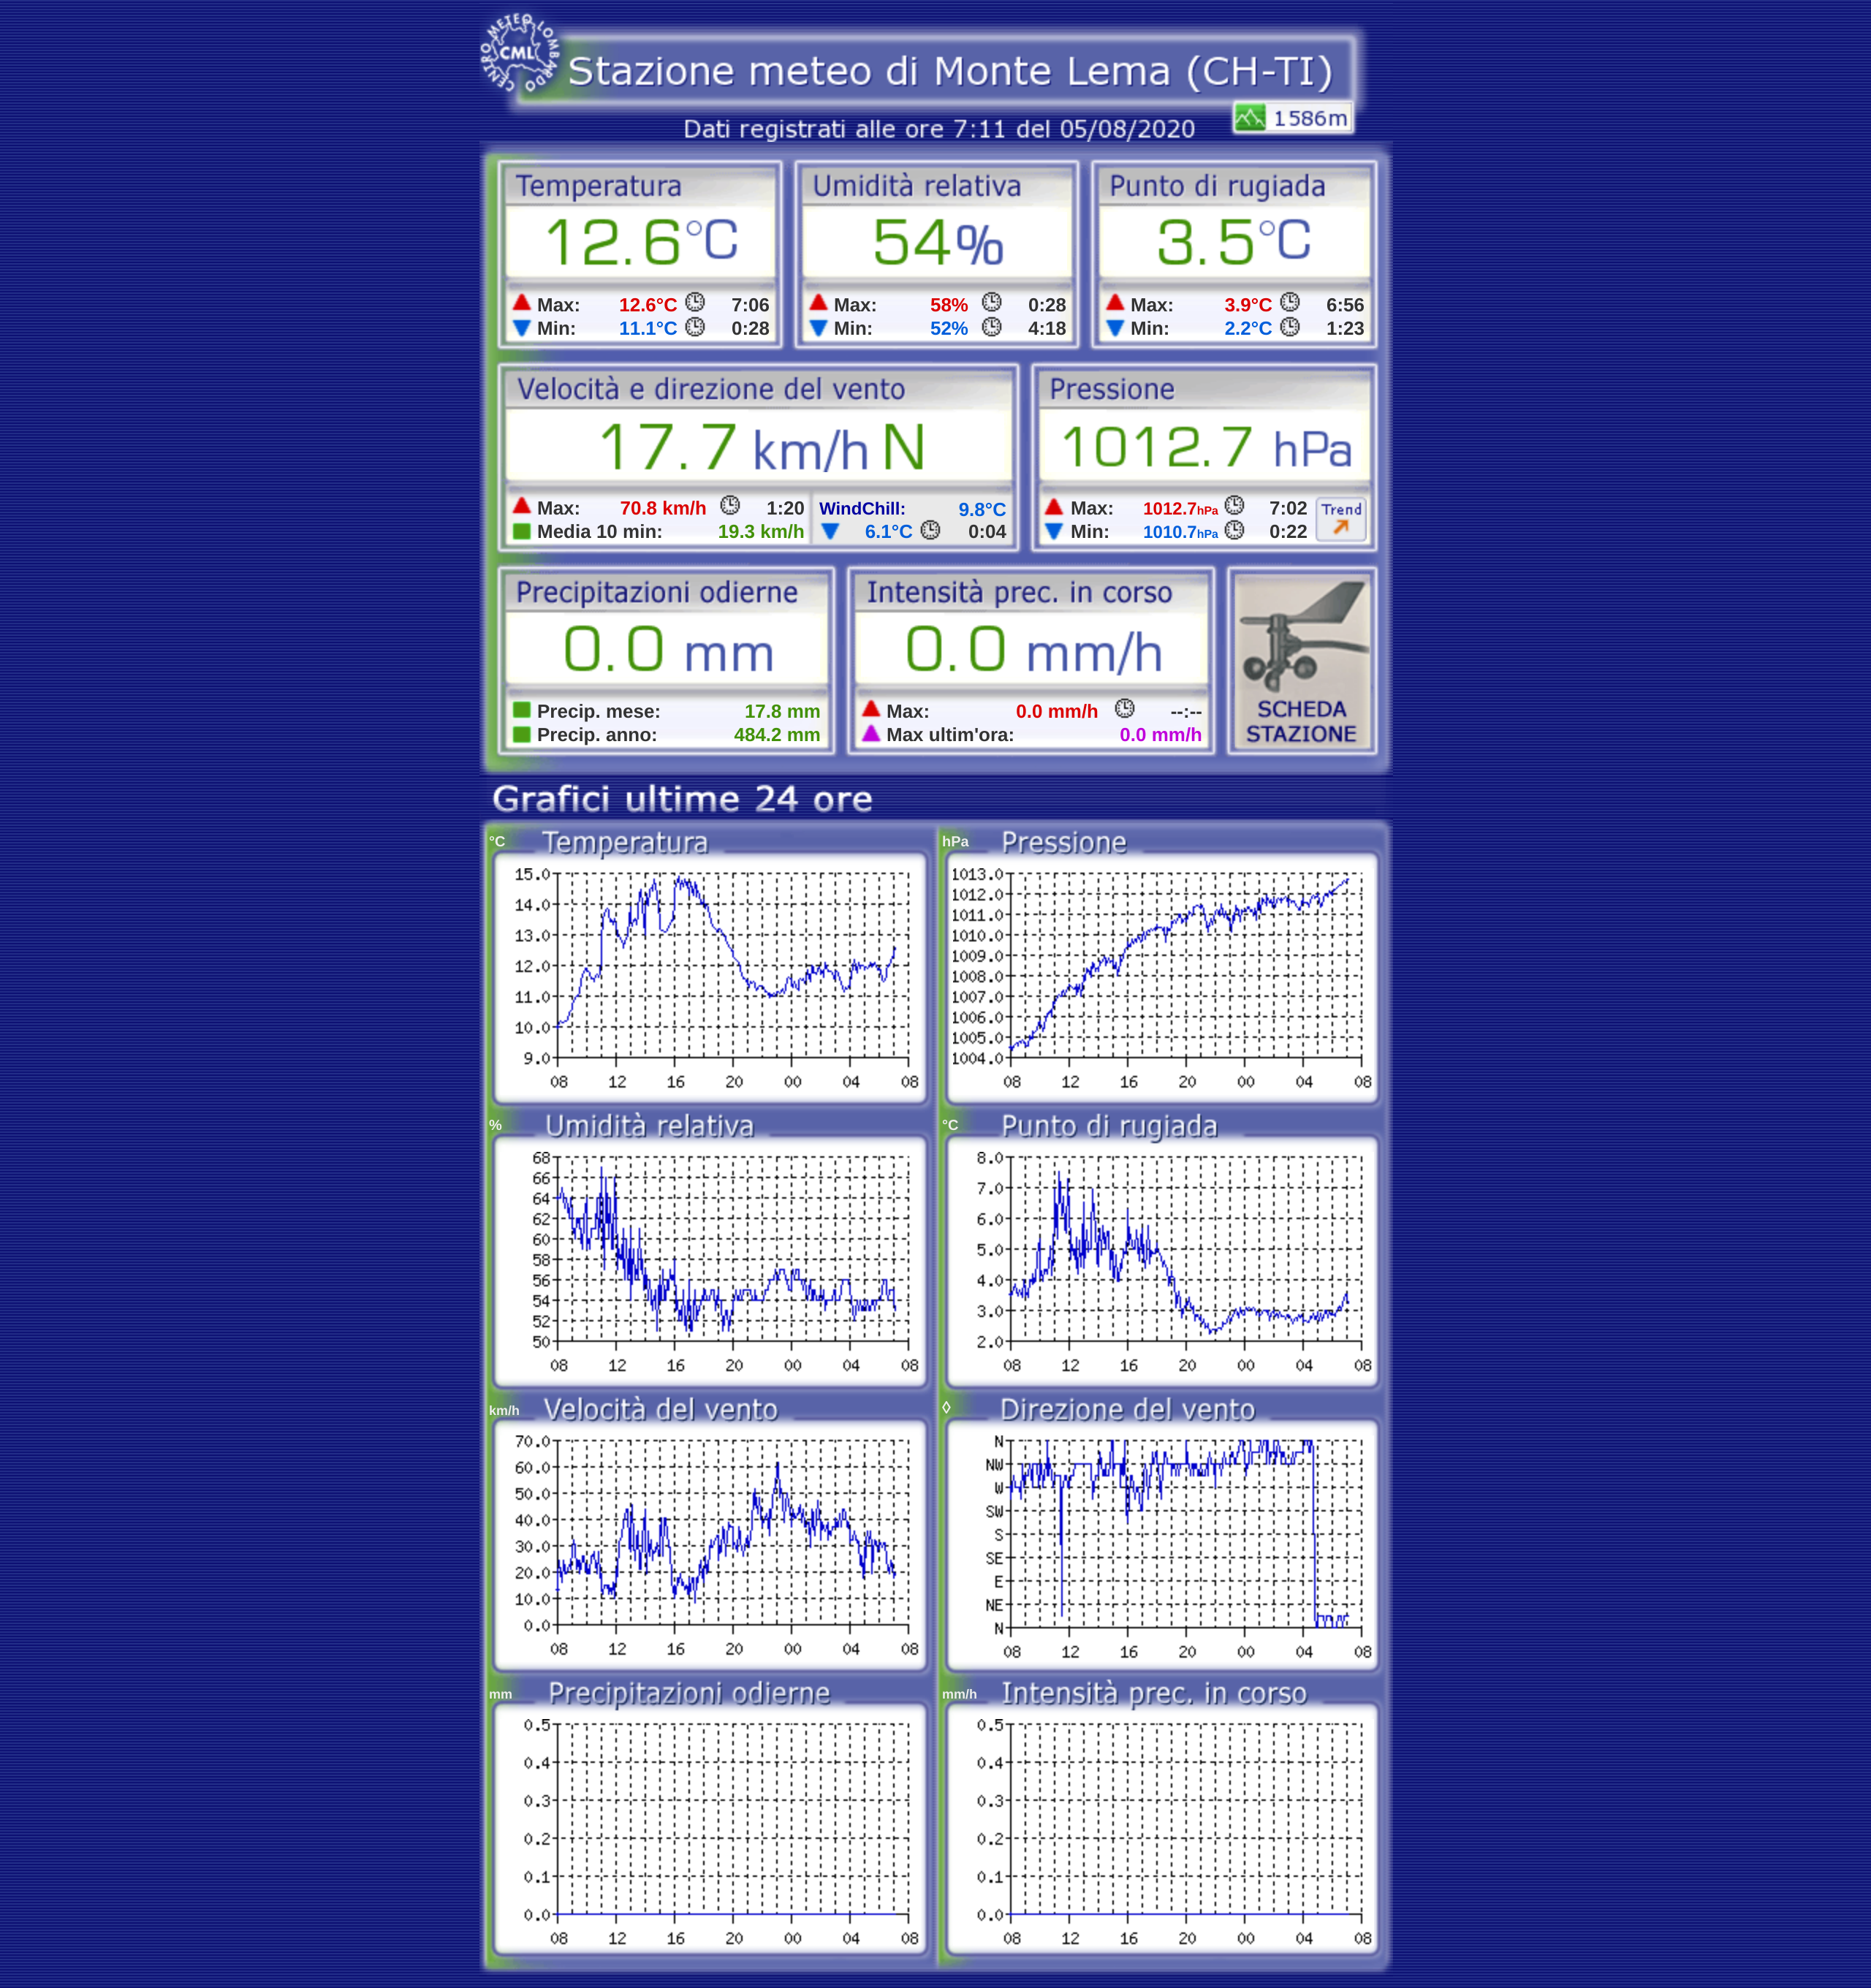 CENTRO METEO LOMBARDO
CML
Stazione meteo di Monte Lema (CH-TI)
1586m
Dati registrati alle ore 7:11 del 05/08/2020
Temperatura
12.6°C
Max: 12.6°C 7:06
Min: 11.1°C 0:28
Umidità relativa
54%
Max: 58% 0:28
Min: 52% 4:18
Punto di rugiada
3.5°C
Max: 3.9°C 6:56
Min: 2.2°C 1:23
Velocità e direzione del vento
17.7 km/h N
Max: 70.8 km/h 1:20
Media 10 min: 19.3 km/h
WindChill: 9.8°C
6.1°C 0:04
Pressione
1012.7 hPa
Max: 1012.7hPa 7:02
Min: 1010.7hPa 0:22
Trend
Precipitazioni odierne
0.0 mm
Precip. mese: 17.8 mm
Precip. anno: 484.2 mm
Intensità prec. in corso
0.0 mm/h
Max: 0.0 mm/h --:--
Max ultim'ora: 0.0 mm/h
SCHEDA
STAZIONE
Grafici ultime 24 ore
°C Temperatura
15.0
14.0
13.0
12.0
11.0
10.0
9.0
08 12 16 20 00 04 08
hPa Pressione
1013.0
1012.0
1011.0
1010.0
1009.0
1008.0
1007.0
1006.0
1005.0
1004.0
08 12 16 20 00 04 08
% Umidità relativa
68
66
64
62
60
58
56
54
52
50
08 12 16 20 00 04 08
°C Punto di rugiada
8.0
7.0
6.0
5.0
4.0
3.0
2.0
08 12 16 20 00 04 08
km/h Velocità del vento
70.0
60.0
50.0
40.0
30.0
20.0
10.0
0.0
08 12 16 20 00 04 08
◊ Direzione del vento
N
NW
W
SW
S
SE
E
NE
N
08 12 16 20 00 04 08
mm Precipitazioni odierne
0.5
0.4
0.3
0.2
0.1
0.0
08 12 16 20 00 04 08
mm/h Intensità prec. in corso
0.5
0.4
0.3
0.2
0.1
0.0
08 12 16 20 00 04 08